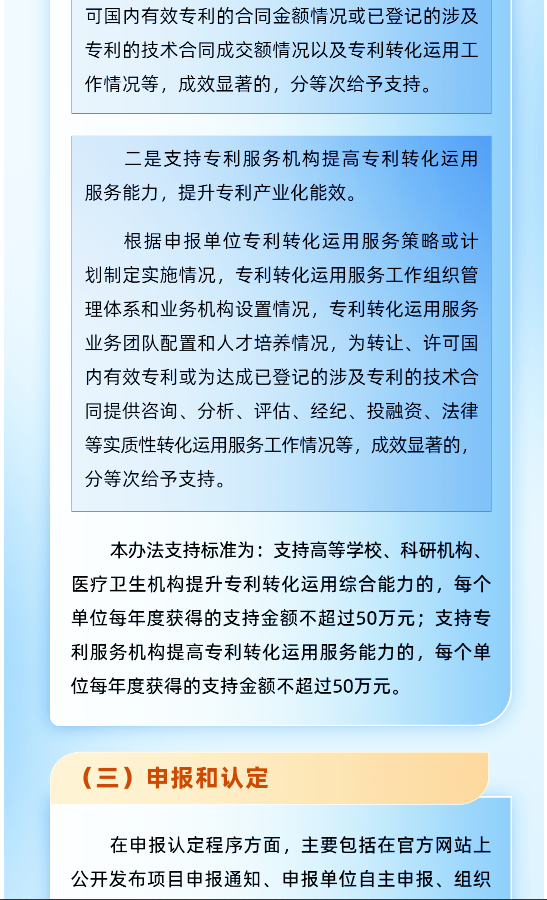 可国内有效专利的合同金额情况或已登记的涉及
专利的技术合同成交额情况以及专利转化运用工
作情况等，成效显著的，分等次给予支持。
二是支持专利服务机构提高专利转化运用
服务能力，提升专利产业化能效。
根据申报单位专利转化运用服务策略或计
划制定实施情况，专利转化运用服务工作组织管
理体系和业务机构设置情况，专利转化运用服务
业务团队配置和人才培养情况，为转让、许可国
内有效专利或为达成已登记的涉及专利的技术合
同提供咨询、分析、评估、经纪、投融资、法律
等实质性转化运用服务工作情况等，成效显著的，
分等次给予支持。
本办法支持标准为：支持高等学校、科研机构、
医疗卫生机构提升专利转化运用综合能力的，每个
单位每年度获得的支持金额不超过50万元；支持专
利服务机构提高专利转化运用服务能力的，每个单
位每年度获得的支持金额不超过50万元。
（三）申报和认定
在申报认定程序方面，主要包括在官方网站上
公开发布项目申报通知、申报单位自主申报、组织